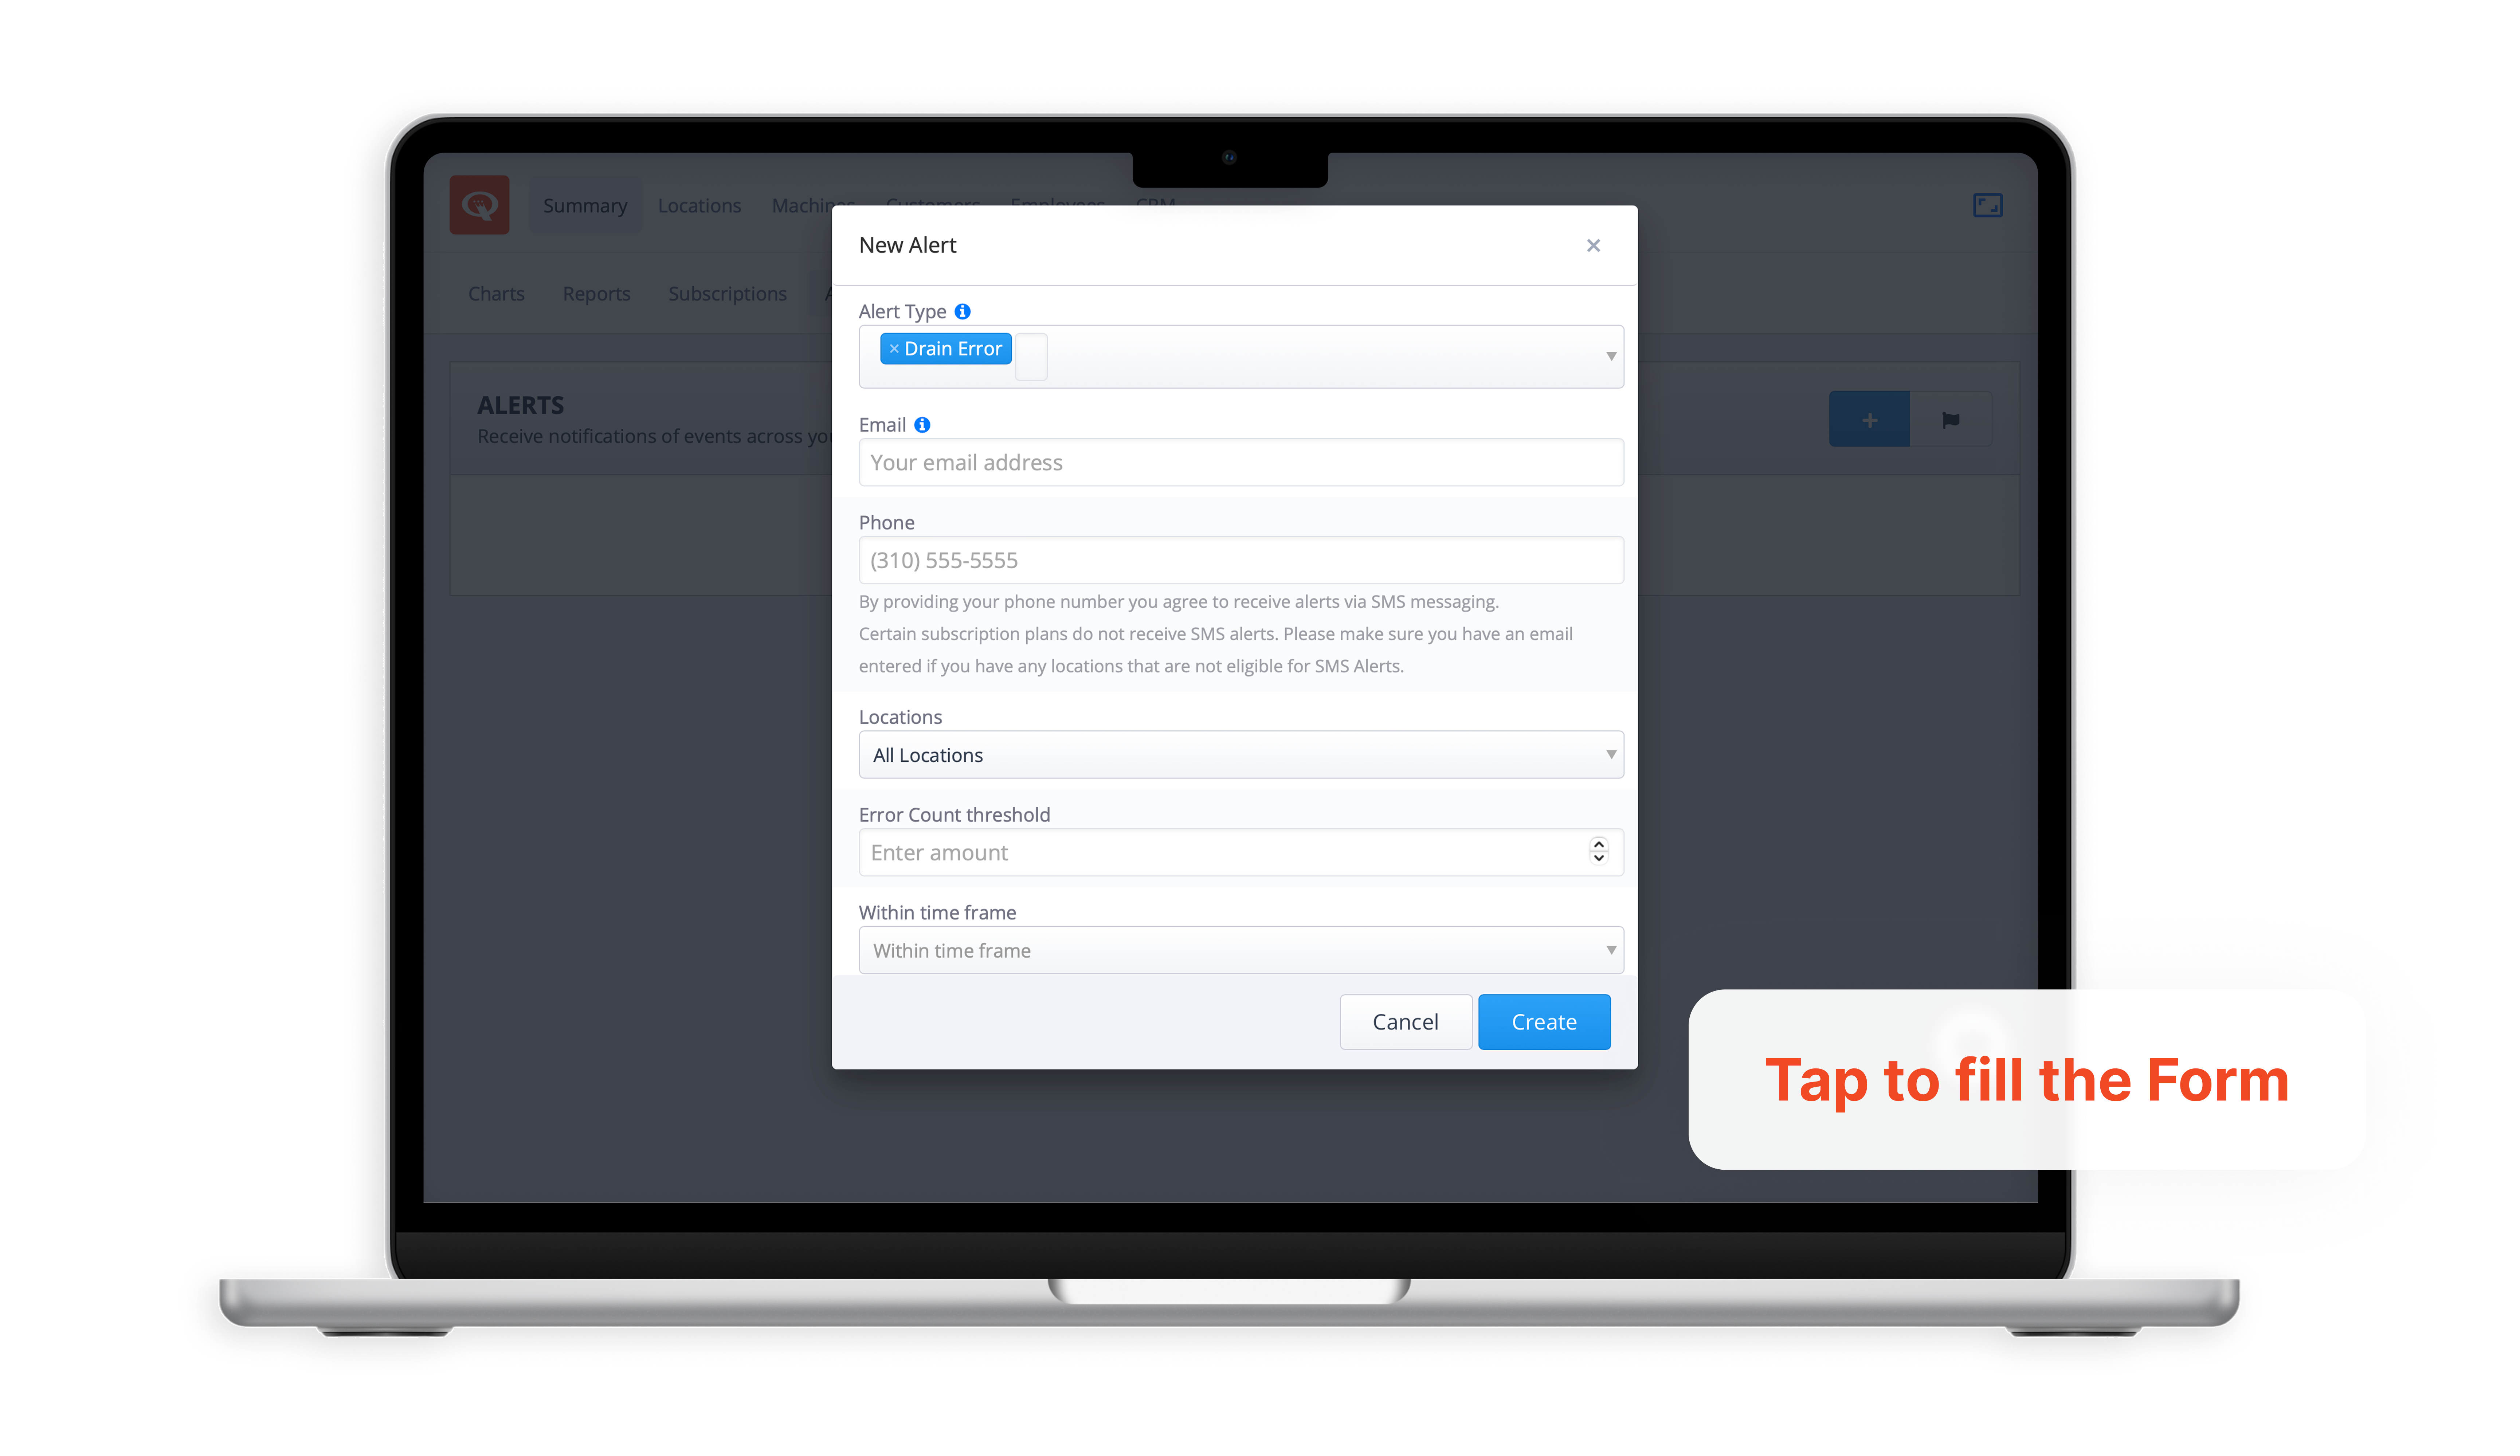 Summary Locations Machines Customers Employees CRM
New Alert
Charts Reports Subscriptions
Alert Type
× Drain Error
ALERTS
Receive notifications of events across
Email
Your email address
Phone
(310) 555-5555
By providing your phone number you agree to receive alerts via SMS messaging.
Certain subscription plans do not receive SMS alerts. Please make sure you have an email
entered if you have any locations that are not eligible for SMS Alerts.
Locations
All Locations
Error Count threshold
Enter amount
Within time frame
Within time frame
Cancel Create
Tap to fill the Form